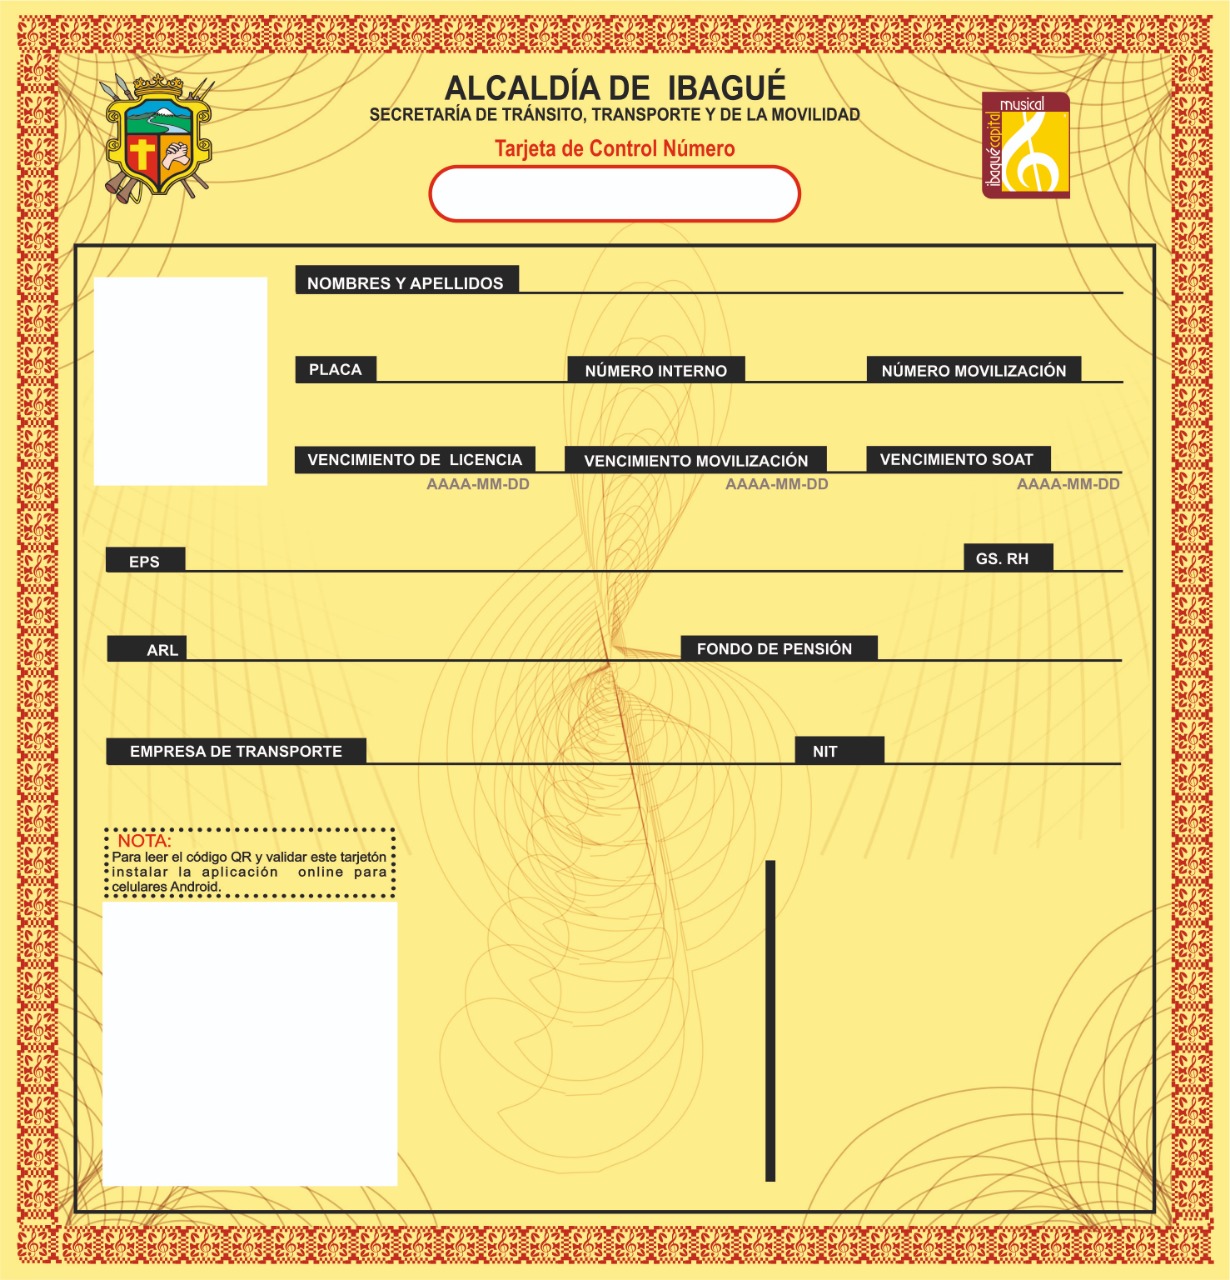 ALCALDÍA DE IBAGUÉ
SECRETARÍA DE TRÁNSITO, TRANSPORTE Y DE LA MOVILIDAD
Tarjeta de Control Número
musical
ibaguécapital
NOMBRES Y APELLIDOS
PLACA NÚMERO INTERNO NÚMERO MOVILIZACIÓN
VENCIMIENTO DE LICENCIA VENCIMIENTO MOVILIZACIÓN VENCIMIENTO SOAT
AAAA-MM-DD AAAA-MM-DD AAAA-MM-DD
EPS GS. RH
ARL FONDO DE PENSIÓN
EMPRESA DE TRANSPORTE NIT
NOTA:
Para leer el código QR y validar este tarjetón
instalar la aplicación online para
celulares Android.